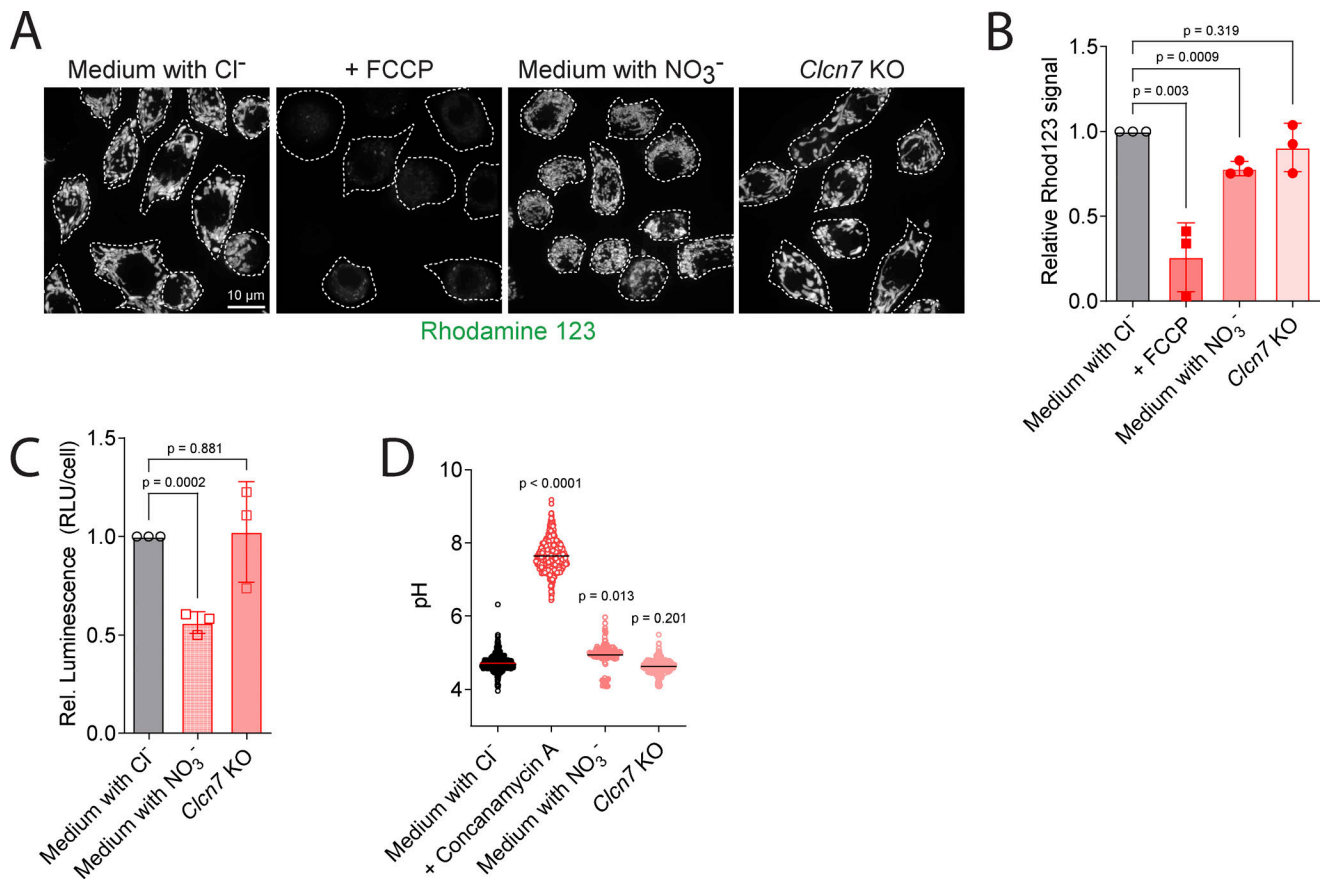 A
Medium with Cl⁻
+ FCCP
Medium with NO₃⁻
Clcn7 KO
10 µm
Rhodamine 123
B
p = 0.319
p = 0.0009
p = 0.003
1.5
1.0
0.5
0.0
Relative Rhod123 signal
Medium with Cl⁻
+ FCCP
Medium with NO₃⁻
Clcn7 KO
C
p = 0.881
p = 0.0002
1.5
1.0
0.5
0.0
Rel. Luminescence (RLU/cell)
Medium with Cl⁻
Medium with NO₃⁻
Clcn7 KO
D
10
8
6
4
pH
p < 0.0001
p = 0.013
p = 0.201
Medium with Cl⁻
+ Concanamycin A
Medium with NO₃⁻
Clcn7 KO